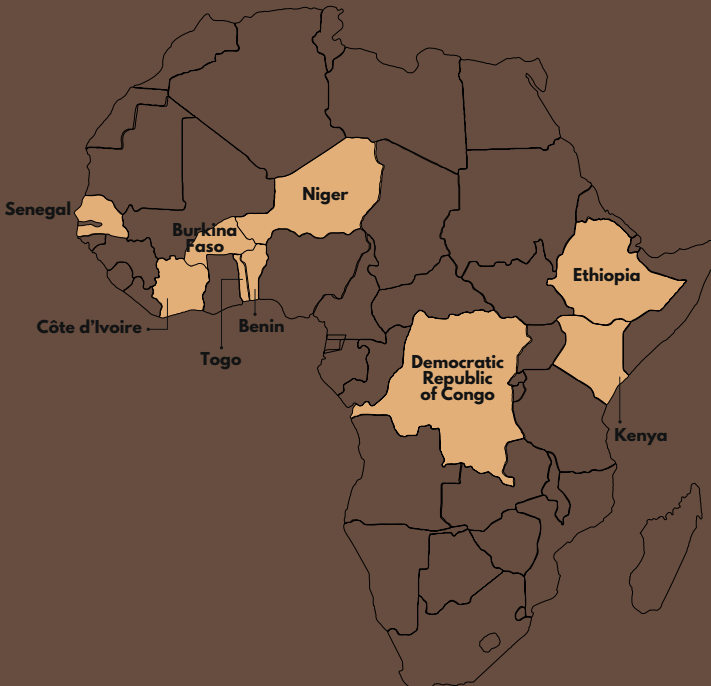 Niger
Senegal
Burkina
Faso
Ethiopia
Côte d'Ivoire
Benin
Togo
Democratic
Republic
of Congo
Kenya